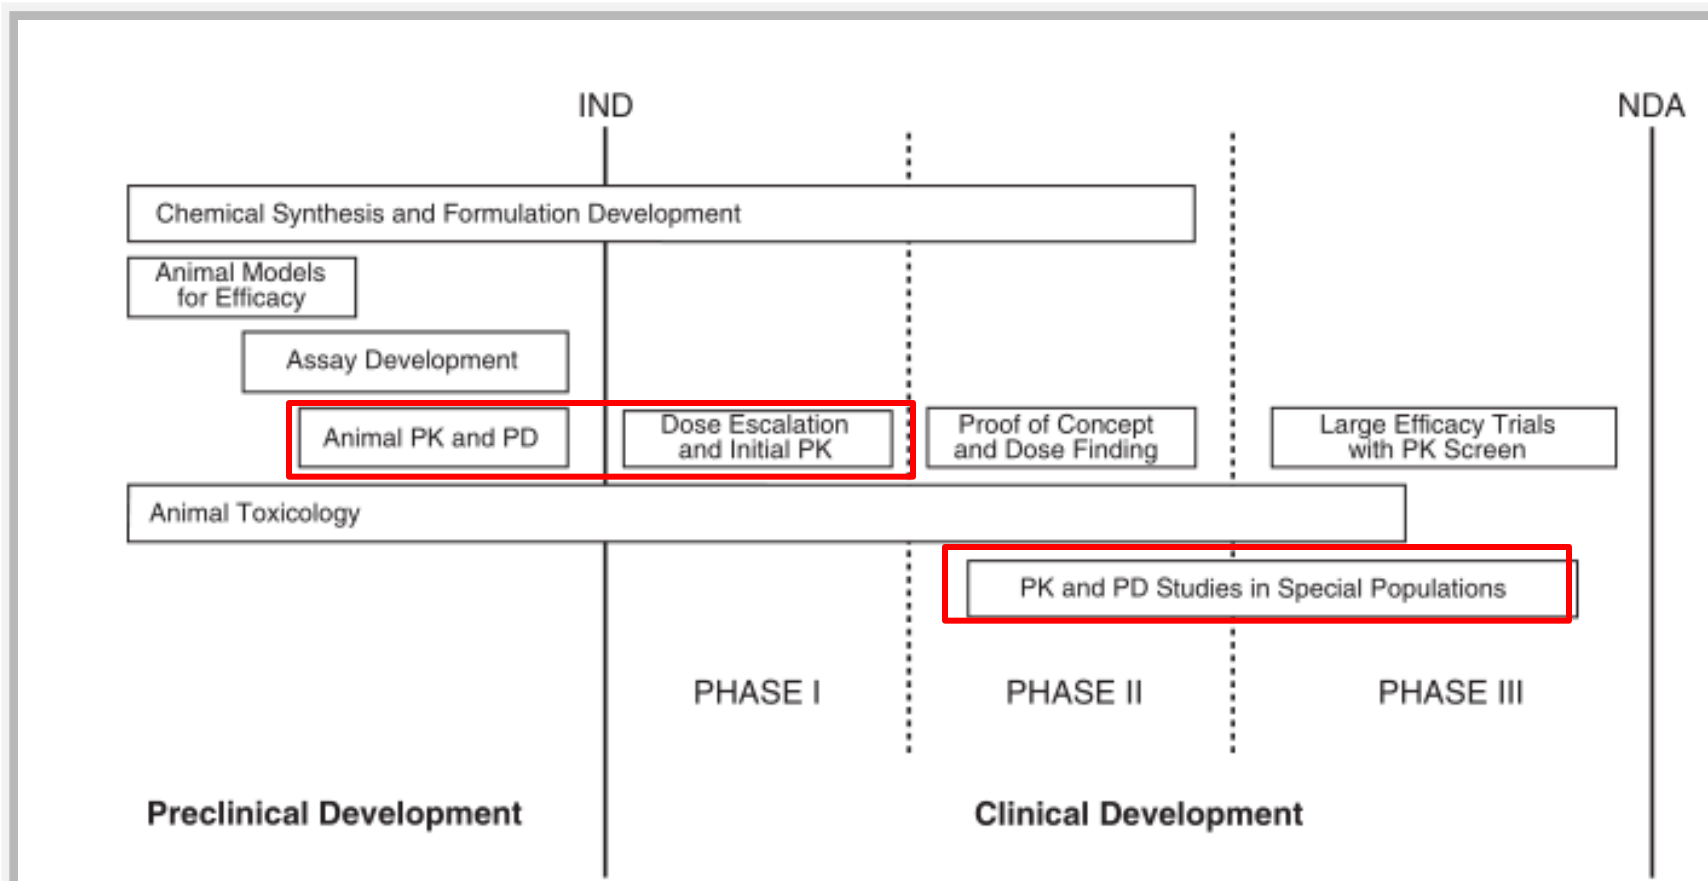 IND
NDA
Chemical Synthesis and Formulation Development
Animal Models
for Efficacy
Assay Development
Animal PK and PD
Dose Escalation
and Initial PK
Proof of Concept
and Dose Finding
Large Efficacy Trials
with PK Screen
Animal Toxicology
PK and PD Studies in Special Populations
PHASE I
PHASE II
PHASE III
Preclinical Development
Clinical Development